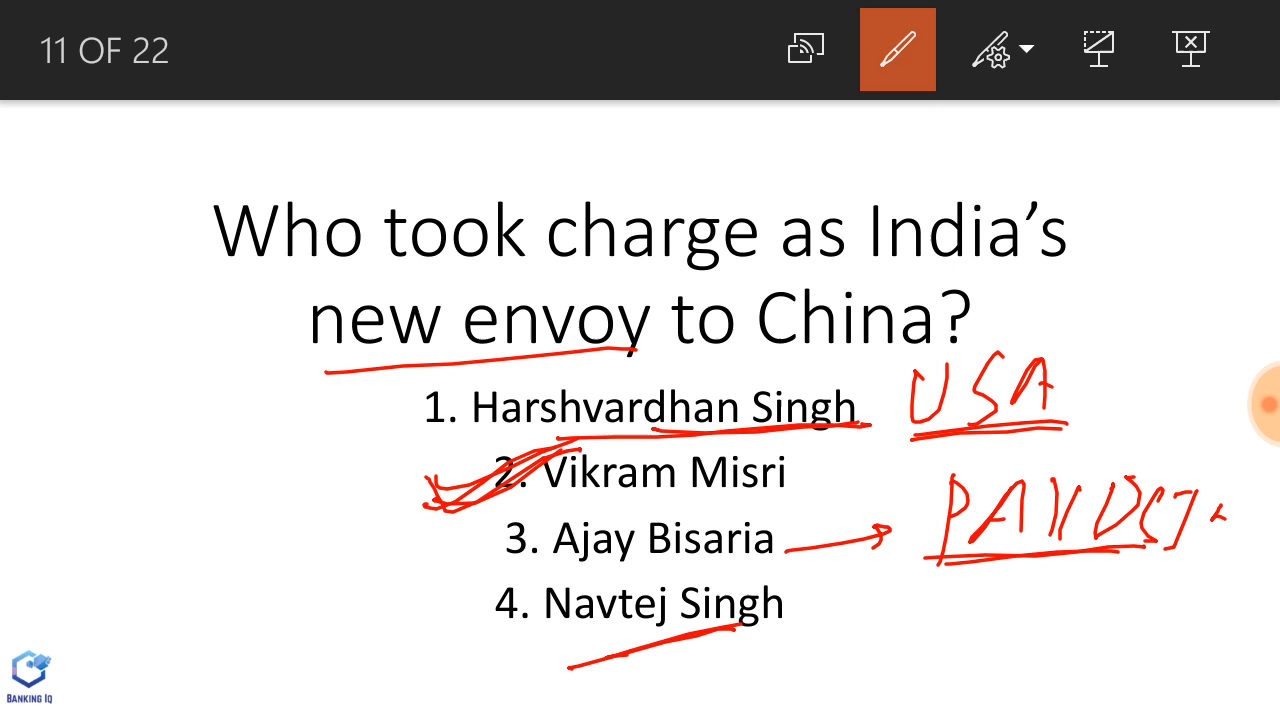 11 OF 22
Who took charge as India’s
new envoy to China?
1. Harshvardhan Singh
USA
2. Vikram Misri
3. Ajay Bisaria
4. Navtej Singh
BANKING IQ